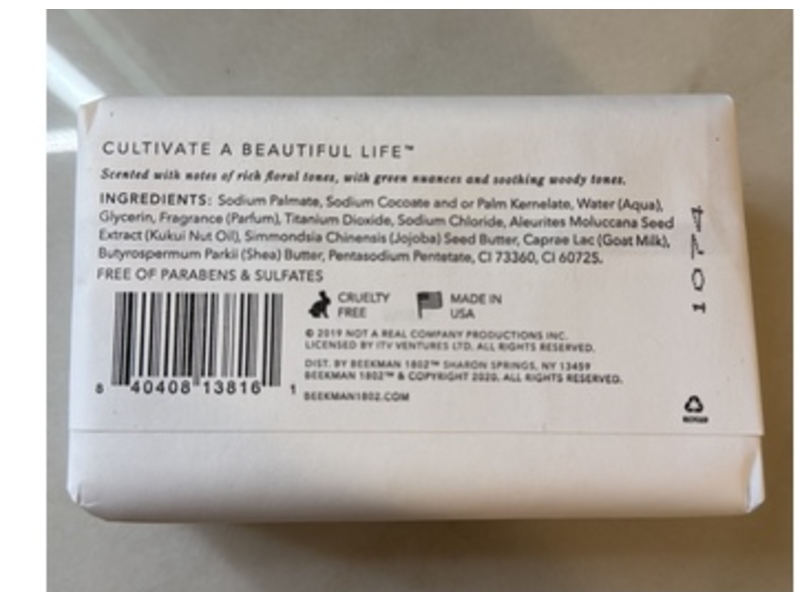 CULTIVATE A BEAUTIFUL LIFE™
Scented with notes of rich floral tones, with green nuances and soothing woody tones.
INGREDIENTS: Sodium Palmate, Sodium Cocoate and or Palm Kernelate, Water (Aqua),
Glycerin, Fragrance (Parfum), Titanium Dioxide, Sodium Chloride, Aleurites Moluccana Seed
Extract (Kukui Nut Oil), Simmondsia Chinensis (Jojoba) Seed Butter, Caprae Lac (Goat Milk),
Butyrospermum Parkii (Shea) Butter, Pentasodium Pentetate, CI 73360, CI 60725.
FREE OF PARABENS & SULFATES
CRUELTY
FREE
MADE IN
USA
© 2019 NOT A REAL COMPANY PRODUCTIONS INC.
LICENSED BY ITV VENTURES LTD. ALL RIGHTS RESERVED.
DIST. BY BEEKMAN 1802™ SHARON SPRINGS, NY 13459
BEEKMAN 1802™ & COPYRIGHT 2020. ALL RIGHTS RESERVED.
BEEKMAN1802.COM
8 40408 13816 1